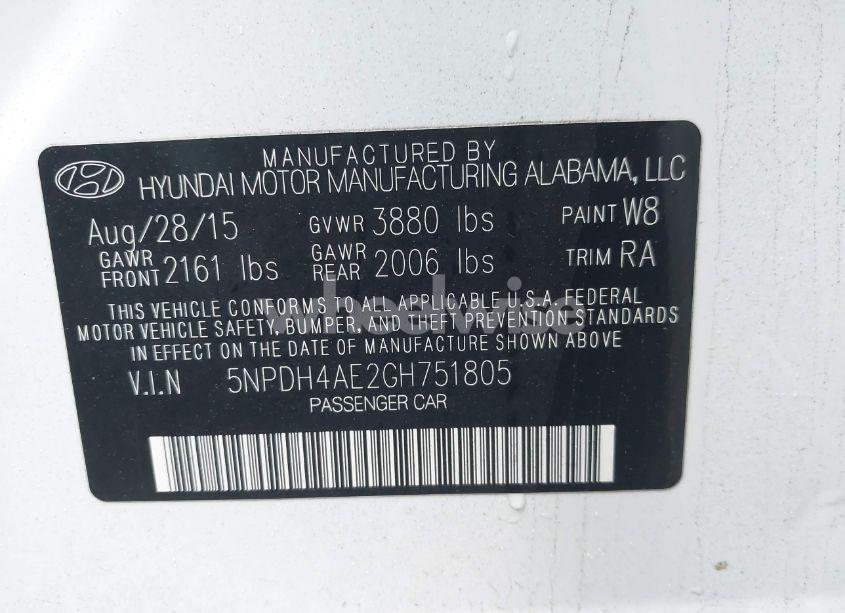 MANUFACTURED BY
HYUNDAI MOTOR MANUFACTURING ALABAMA, LLC
Aug/28/15 GVWR 3880 lbs PAINT W8
GAWR FRONT 2161 lbs GAWR REAR 2006 lbs TRIM RA
THIS VEHICLE CONFORMS TO ALL APPLICABLE U.S.A. FEDERAL
MOTOR VEHICLE SAFETY, BUMPER, AND THEFT PREVENTION STANDARDS
IN EFFECT ON THE DATE OF MANUFACTURE SHOWN ABOVE
V.I.N 5NPDH4AE2GH751805
PASSENGER CAR
wheelwise